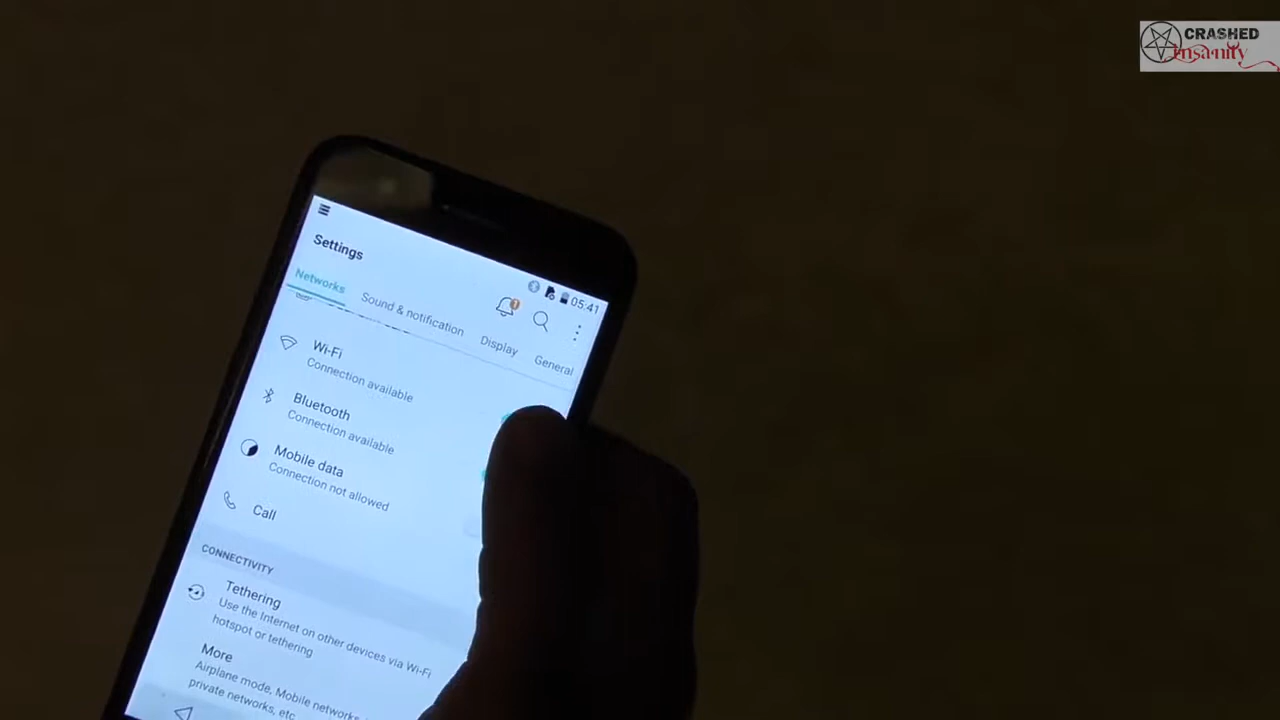 CRASHED
insanity
05:41
Settings
Networks
Sound & notification
Display
General
Wi-Fi
Connection available
Bluetooth
Connection available
Mobile data
Connection not allowed
Call
CONNECTIVITY
Tethering
Use the Internet on other devices via Wi-Fi
hotspot or tethering
More
Airplane mode, Mobile networks
private networks, etc